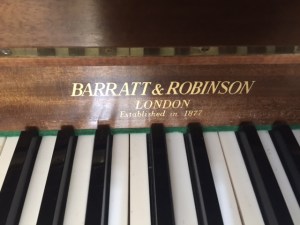 BARRATT & ROBINSON
LONDON
Established in 1877